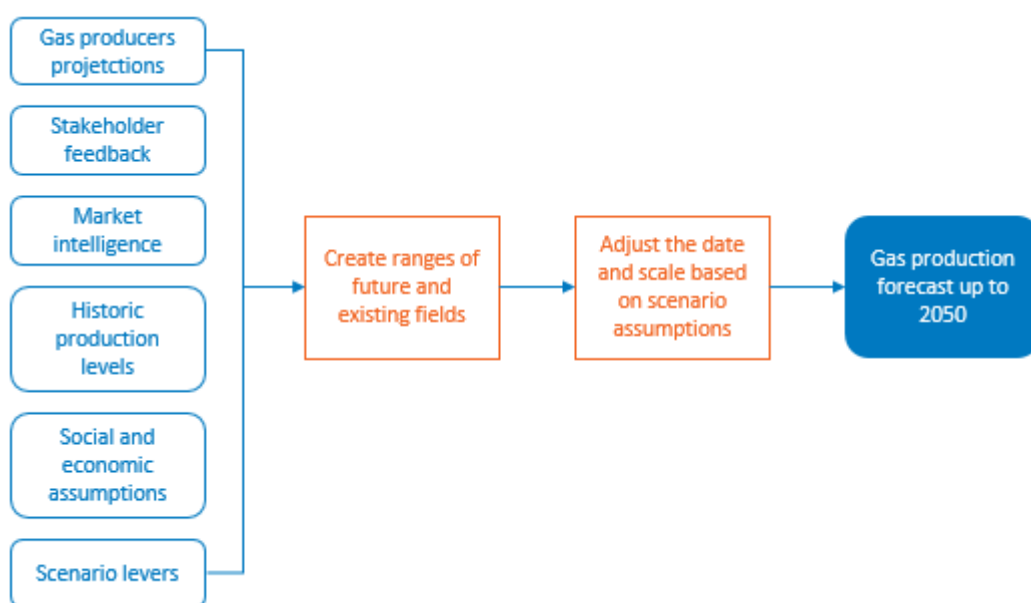 Gas producers
projetctions
Stakeholder
feedback
Market
intelligence
Historic
production
levels
Social and
economic
assumptions
Scenario levers
Create ranges of
future and
existing fields
Adjust the date
and scale based
on scenario
assumptions
Gas production
forecast up to
2050